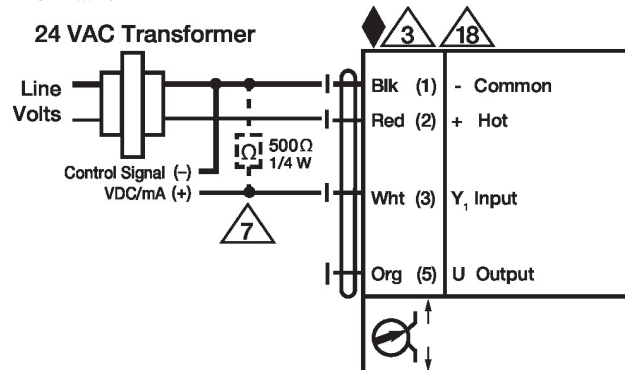 24 VAC Transformer
3
18
Line
Volts
Blk (1) - Common
Red (2) + Hot
Ω
500Ω
1/4 W
Control Signal (–)
VDC/mA (+)
Wht (3) Y₁ Input
7
Org (5) U Output